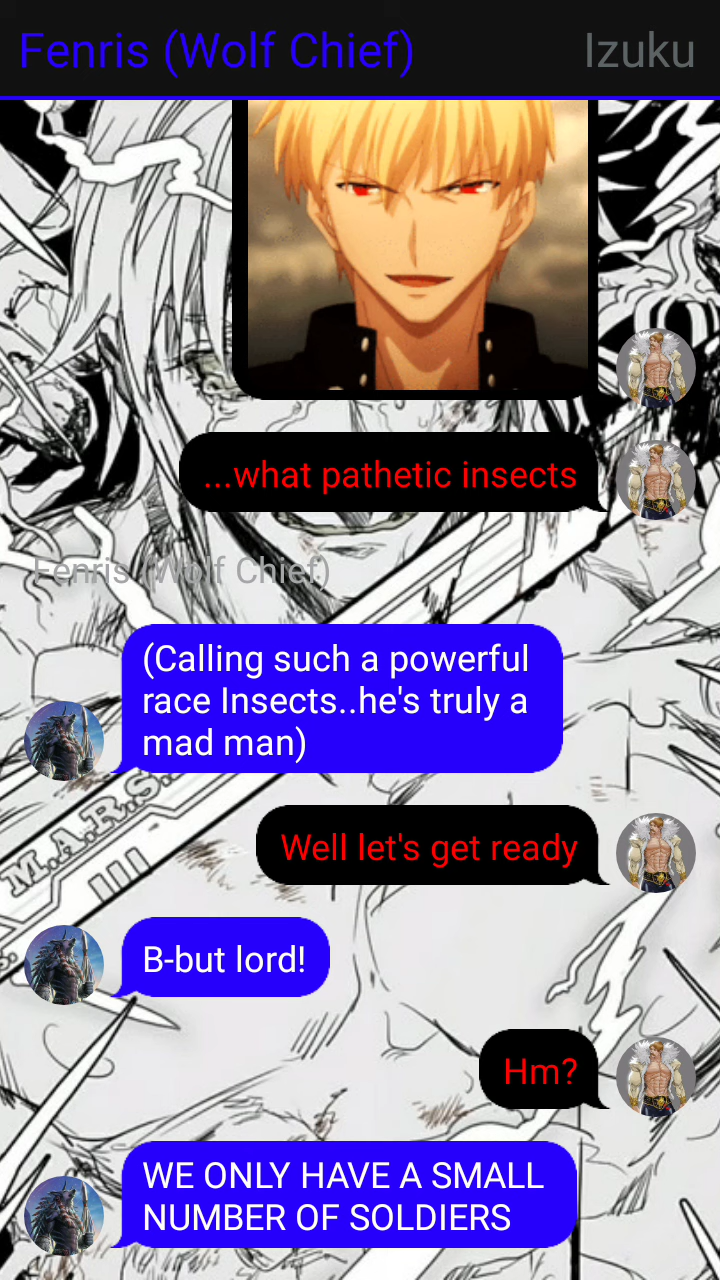 Fenris (Wolf Chief) Izuku
...what pathetic insects
Fenris (Wolf Chief)
(Calling such a powerful
race Insects..he's truly a
mad man)
M.A.R.S.
Well let's get ready
B-but lord!
Hm?
WE ONLY HAVE A SMALL
NUMBER OF SOLDIERS